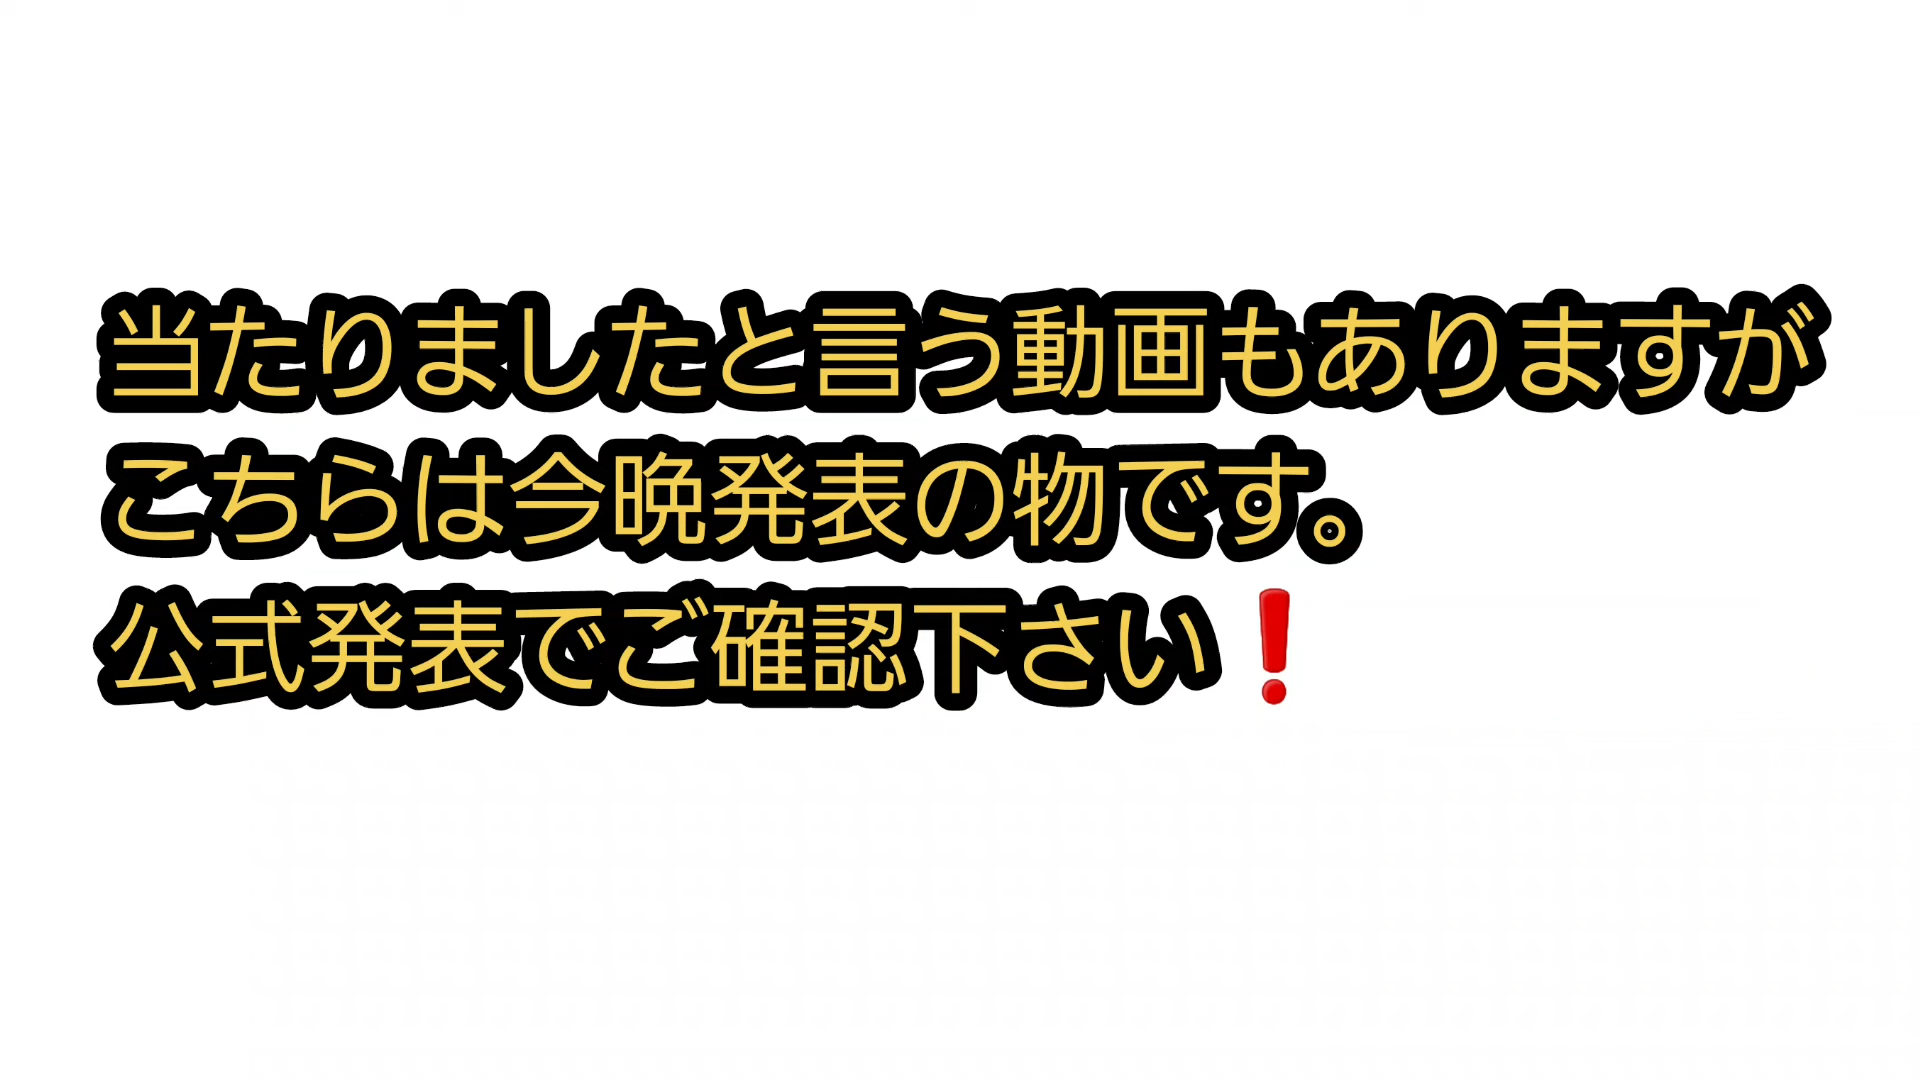 当たりましたと言う動画もありますが
こちらは今晩発表の物です。
公式発表でご確認下さい❗